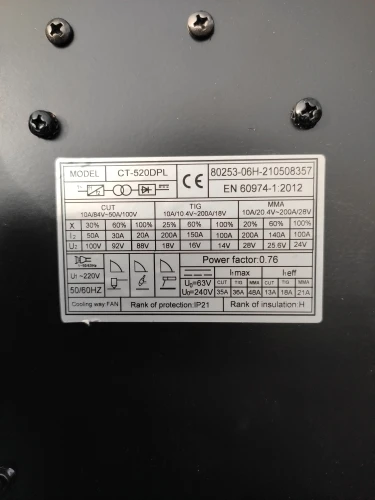 MODEL CT-520DPL CE 80253-06H-210508357
EN 60974-1:2012
CUT TIG MMA
10A/84V~50A/100V 10A/10.4V~200A/18V 10A/20.4V~200A/28V
X 30% 60% 100% 25% 60% 100% 20% 60% 100%
I2 50A 30A 20A 200A 150A 100A 200A 140A 100A
U2 100V 92V 88V 18V 16V 14V 28V 25.6V 24V
Power factor:0.76
U1 ~220V U0=63V I1max I1eff
CUT TIG MMA CUT TIG MMA
50/60HZ U0=240V 35A 36A 48A 13A 18A 21A
Cooling way:FAN Rank of protection:IP21 Rank of insulation:H